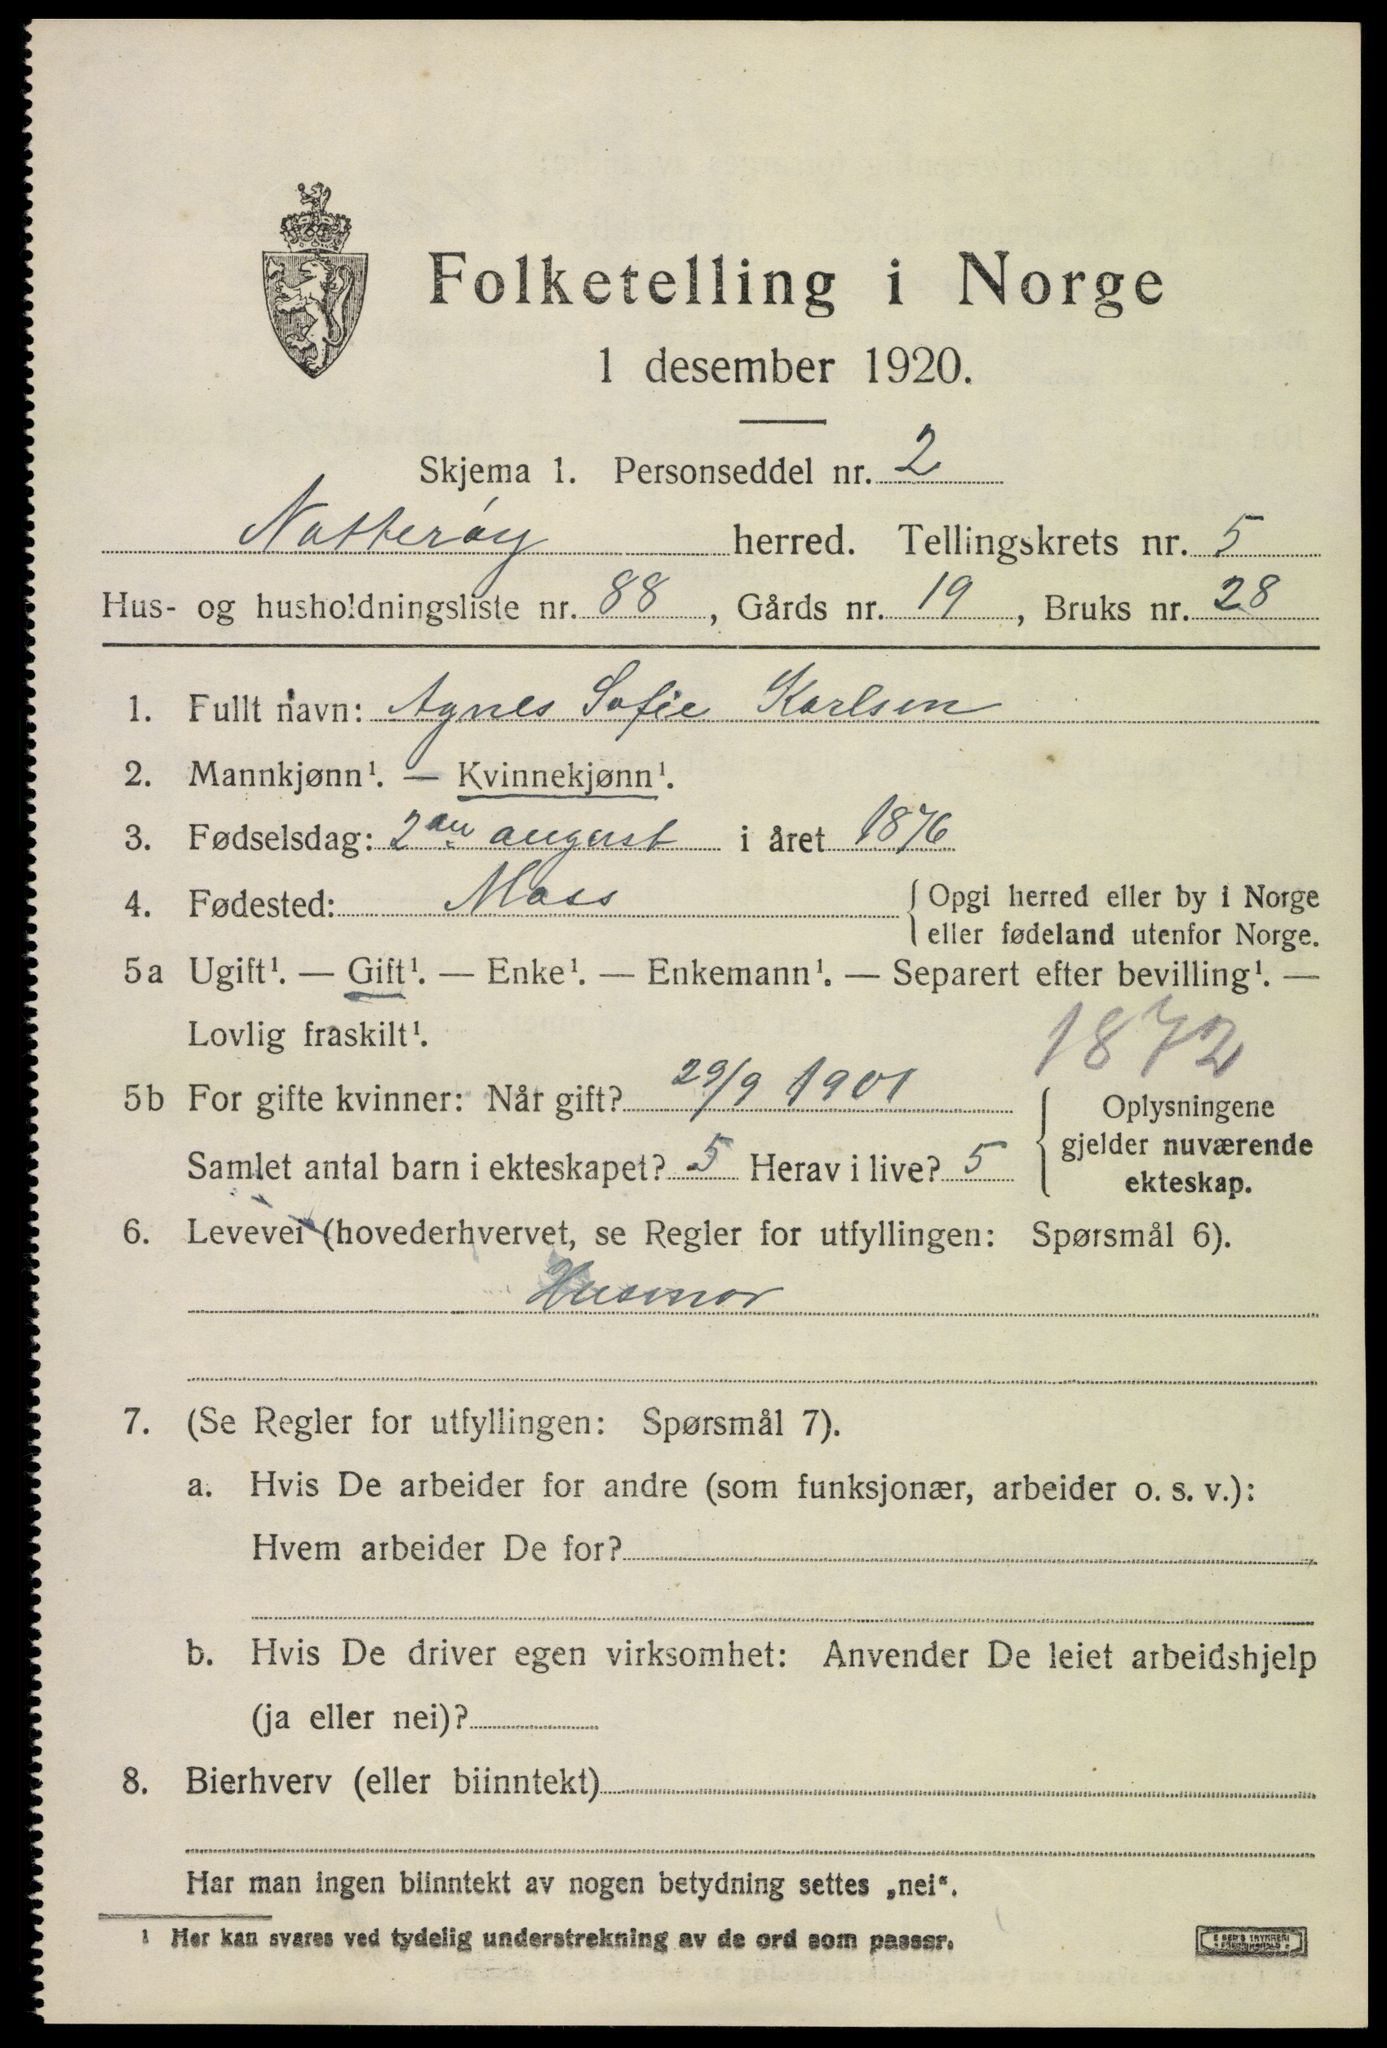 Folketelling i Norge
1 desember 1920.
Skjema 1. Personseddel nr. 2
Nøtterøy herred. Tellingskrets nr. 5
Hus- og husholdningsliste nr. 88, Gårds nr. 19, Bruks nr. 28
1. Fullt navn: Agnes Sofie Karlsen
2. Mannkjønn¹. — Kvinnekjønn¹.
3. Fødselsdag: 2 august i året 1876
4. Fødested: Moss { Opgi herred eller by i Norge
eller fødeland utenfor Norge.
5a Ugift¹. — Gift¹. — Enke¹. — Enkemann¹. — Separert efter bevilling¹. —
Lovlig fraskilt¹.
1872
5b For gifte kvinner: Når gift? 29/9 1901
Samlet antal barn i ekteskapet? 5 Herav i live? 5
{ Oplysningene
gjelder nuværende
ekteskap.
6. Levevei (hovederhvervet, se Regler for utfyllingen: Spørsmål 6).
Husmor
7. (Se Regler for utfyllingen: Spørsmål 7).
a. Hvis De arbeider for andre (som funksjonær, arbeider o. s. v.):
Hvem arbeider De for?
b. Hvis De driver egen virksomhet: Anvender De leiet arbeidshjelp
(ja eller nei)?
8. Bierhverv (eller biinntekt)
Har man ingen biinntekt av nogen betydning settes „nei“.
¹ Her kan svares ved tydelig understrekning av de ord som passer.